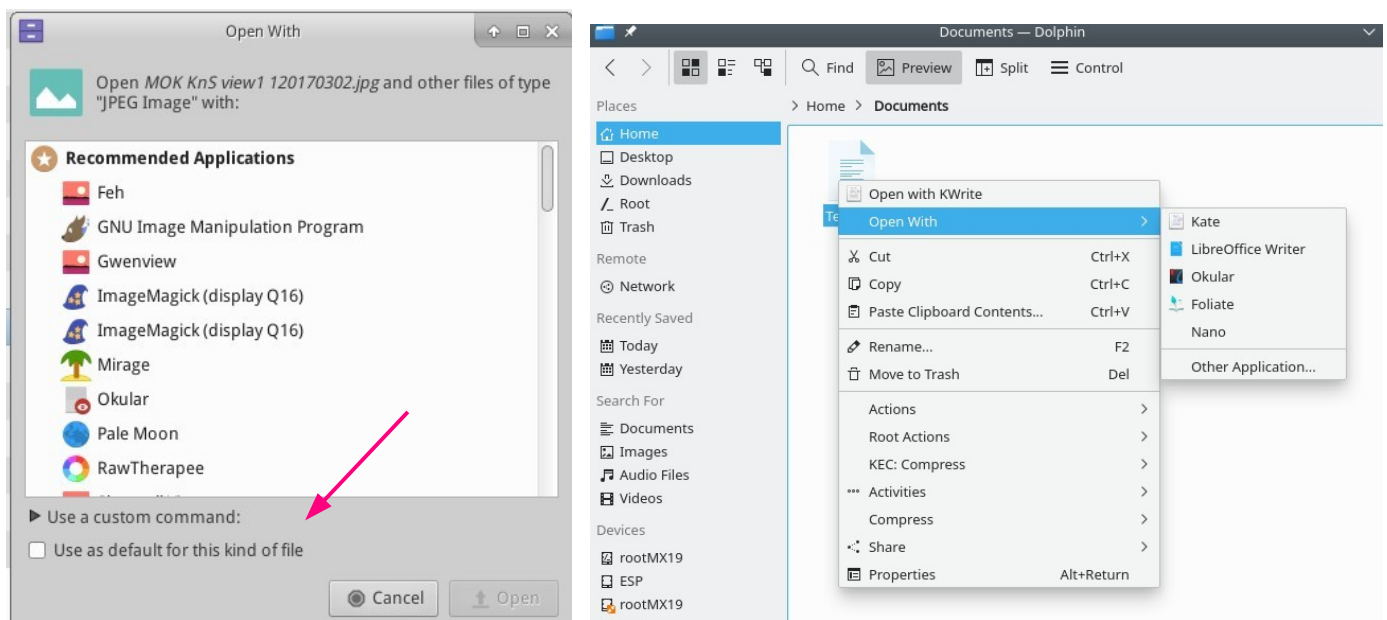 Open With
Open MOK KnS view1 120170302.jpg and other files of type
"JPEG Image" with:
Recommended Applications
Feh
GNU Image Manipulation Program
Gwenview
ImageMagick (display Q16)
ImageMagick (display Q16)
Mirage
Okular
Pale Moon
RawTherapee
Use a custom command:
Use as default for this kind of file
Cancel
Open
Documents — Dolphin
Find
Preview
Split
Control
Places
Home
Desktop
Downloads
Root
Trash
Remote
Network
Recently Saved
Today
Yesterday
Search For
Documents
Images
Audio Files
Videos
Devices
rootMX19
ESP
rootMX19
> Home > Documents
Te
Open with KWrite
Open With
Cut Ctrl+X
Copy Ctrl+C
Paste Clipboard Contents... Ctrl+V
Rename... F2
Move to Trash Del
Actions
Root Actions
KEC: Compress
Activities
Compress
Share
Properties Alt+Return
Kate
LibreOffice Writer
Okular
Foliate
Nano
Other Application...